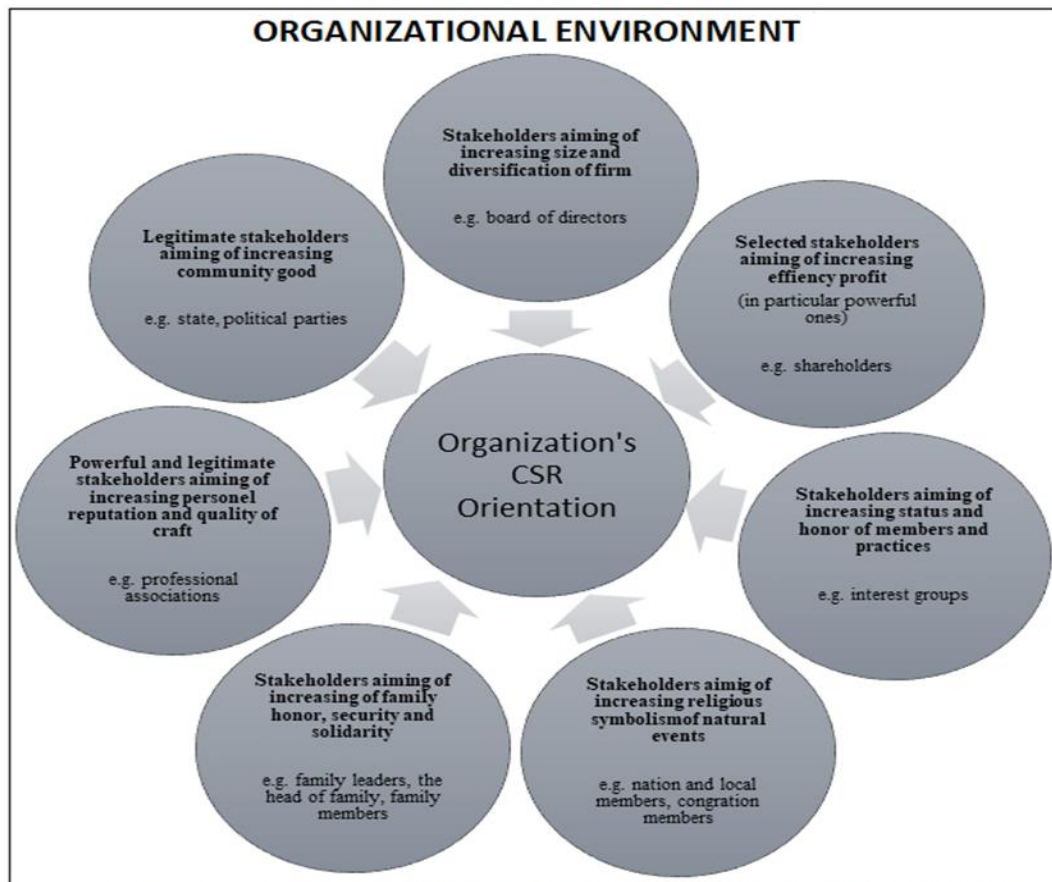 ORGANIZATIONAL ENVIRONMENT
Stakeholders aiming of
increasing size and
diversification of firm
e.g. board of directors
Legitimate stakeholders
aiming of increasing
community good
e.g. state, political parties
Selected stakeholders
aiming of increasing
effiency profit
(in particular powerful
ones)
e.g. shareholders
Organization's
CSR
Orientation
Powerful and legitimate
stakeholders aiming of
increasing personel
reputation and quality of
craft
e.g. professional
associations
Stakeholders aiming of
increasing status and
honor of members and
practices
e.g. interest groups
Stakeholders aiming of
increasing of family
honor, security and
solidarity
e.g. family leaders, the
head of family, family
members
Stakeholders aimig of
increasing religious
symbolismof natural
events
e.g. nation and local
members, congration
members